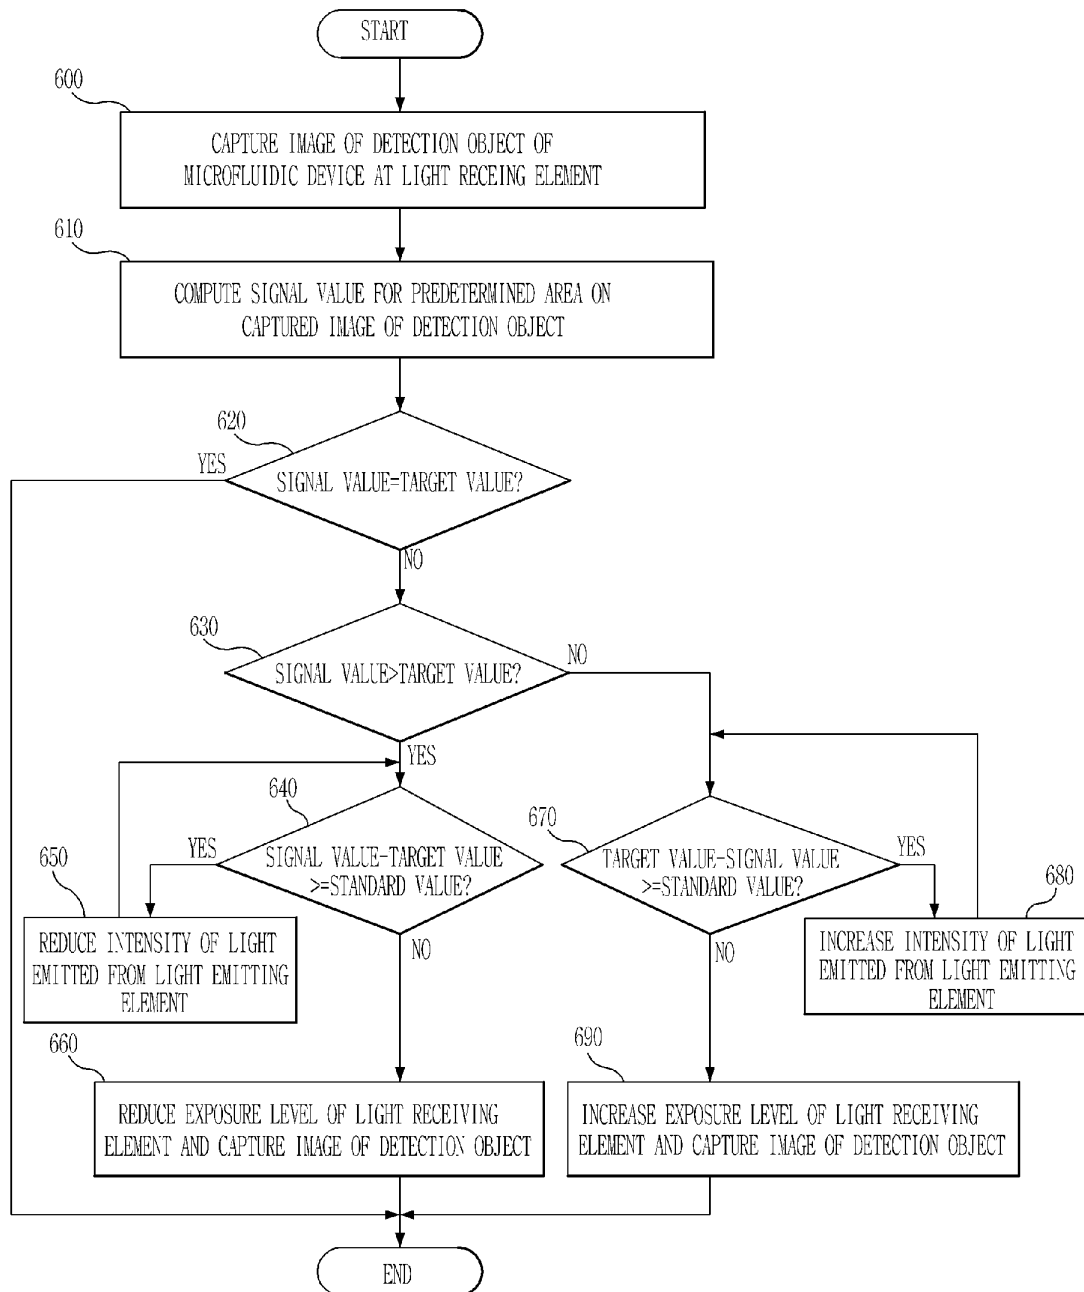 START
600
CAPTURE IMAGE OF DETECTION OBJECT OF
MICROFLUIDIC DEVICE AT LIGHT RECEING ELEMENT
610
COMPUTE SIGNAL VALUE FOR PREDETERMINED AREA ON
CAPTURED IMAGE OF DETECTION OBJECT
620
YES
SIGNAL VALUE=TARGET VALUE?
NO
630
SIGNAL VALUE>TARGET VALUE?
NO
YES
640
YES
SIGNAL VALUE-TARGET VALUE
>=STANDARD VALUE?
NO
650
REDUCE INTENSITY OF LIGHT
EMITTED FROM LIGHT EMITTING
ELEMENT
660
REDUCE EXPOSURE LEVEL OF LIGHT RECEIVING
ELEMENT AND CAPTURE IMAGE OF DETECTION OBJECT
670
TARGET VALUE-SIGNAL VALUE
>=STANDARD VALUE?
YES
NO
680
INCREASE INTENSITY OF LIGHT
EMITTED FROM LIGHT EMITTING
ELEMENT
690
INCREASE EXPOSURE LEVEL OF LIGHT RECEIVING
ELEMENT AND CAPTURE IMAGE OF DETECTION OBJECT
END